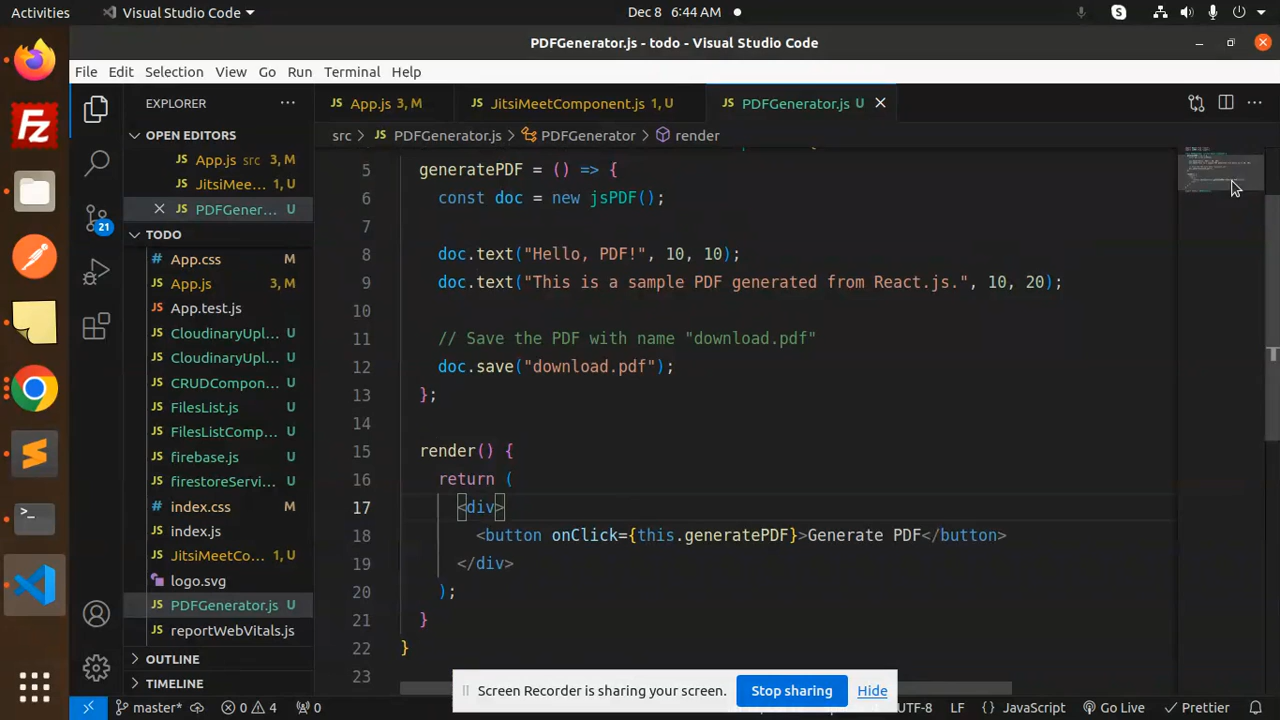 Activities
Visual Studio Code
Dec 8 6:44 AM
PDFGenerator.js - todo - Visual Studio Code
File Edit Selection View Go Run Terminal Help
EXPLORER
App.js 3, M
JitsiMeetComponent.js 1, U
PDFGenerator.js U
OPEN EDITORS
src > JS PDFGenerator.js > PDFGenerator > render
JS App.js src 3, M
JS JitsiMee... 1, U
JS PDFGener... U
TODO
# App.css M
JS App.js 3, M
JS App.test.js
JS CloudinaryUpl... U
JS CloudinaryUpl... U
JS CRUDCompon... U
JS FilesList.js U
JS FilesListComp... U
JS firebase.js U
JS firestoreServi... U
# index.css M
JS index.js
JS JitsiMeetCo... 1, U
logo.svg
JS PDFGenerator.js U
JS reportWebVitals.js
OUTLINE
TIMELINE
21
5 generatePDF = () => {
6 const doc = new jsPDF();
7
8 doc.text("Hello, PDF!", 10, 10);
9 doc.text("This is a sample PDF generated from React.js.", 10, 20);
10
11 // Save the PDF with name "download.pdf"
12 doc.save("download.pdf");
13 };
14
15 render() {
16 return (
17 <div>
18 <button onClick={this.generatePDF}>Generate PDF</button>
19 </div>
20 );
21 }
22 }
23
Screen Recorder is sharing your screen. Stop sharing Hide
master* 0 4 0 UTF-8 LF {} JavaScript Go Live Prettier